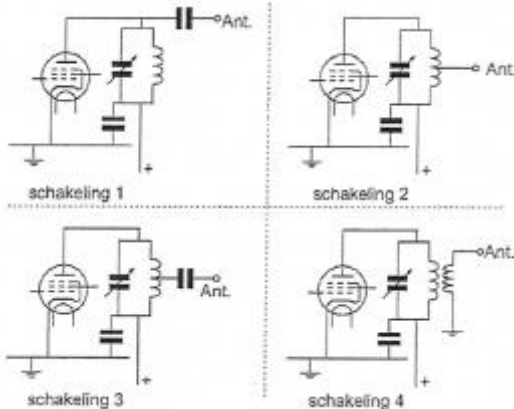 Ant.
+
schakeling 1
Ant.
+
schakeling 2
Ant.
+
schakeling 3
Ant.
+
schakeling 4